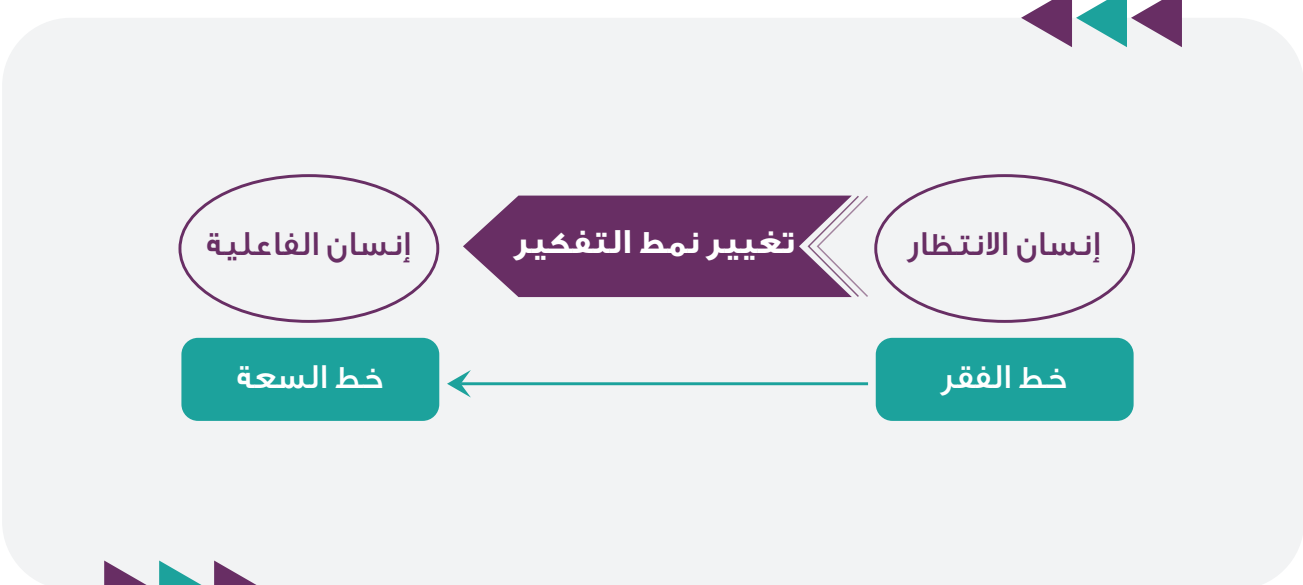 إنسان الانتظار
تغيير نمط التفكير
إنسان الفاعلية
خط الفقر
خط السعة